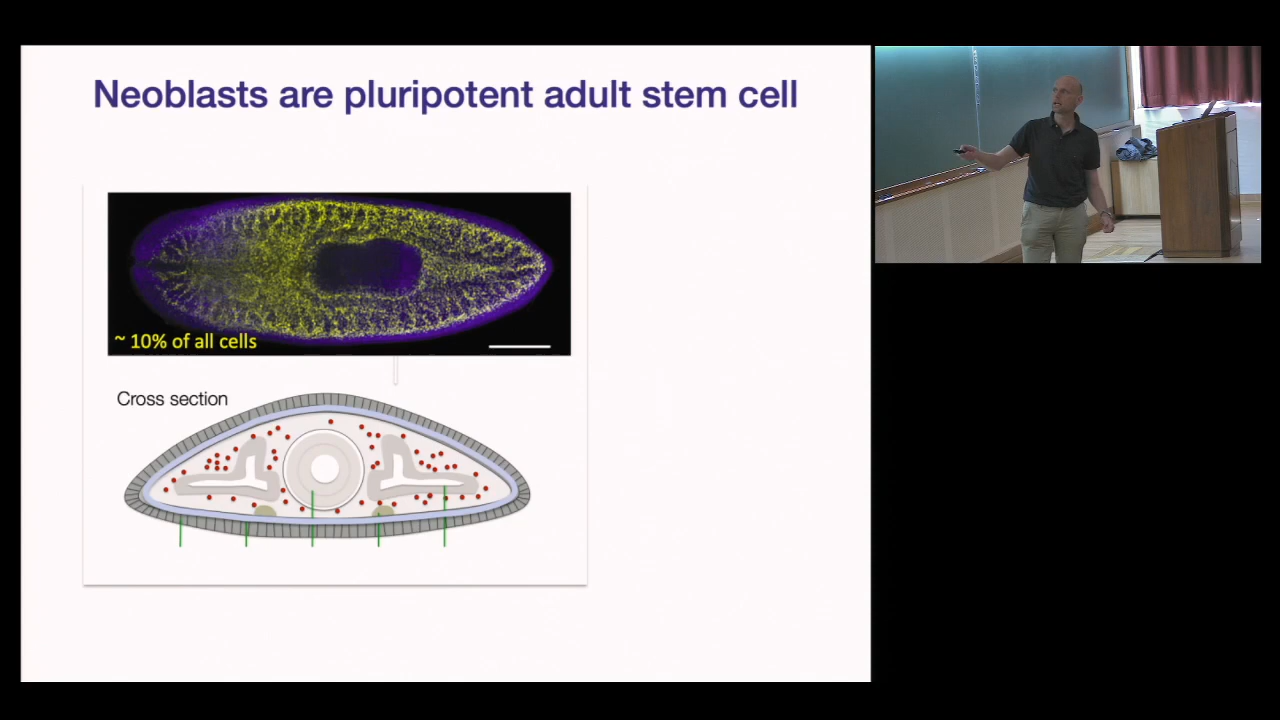 Neoblasts are pluripotent adult stem cell
~ 10% of all cells
Cross section